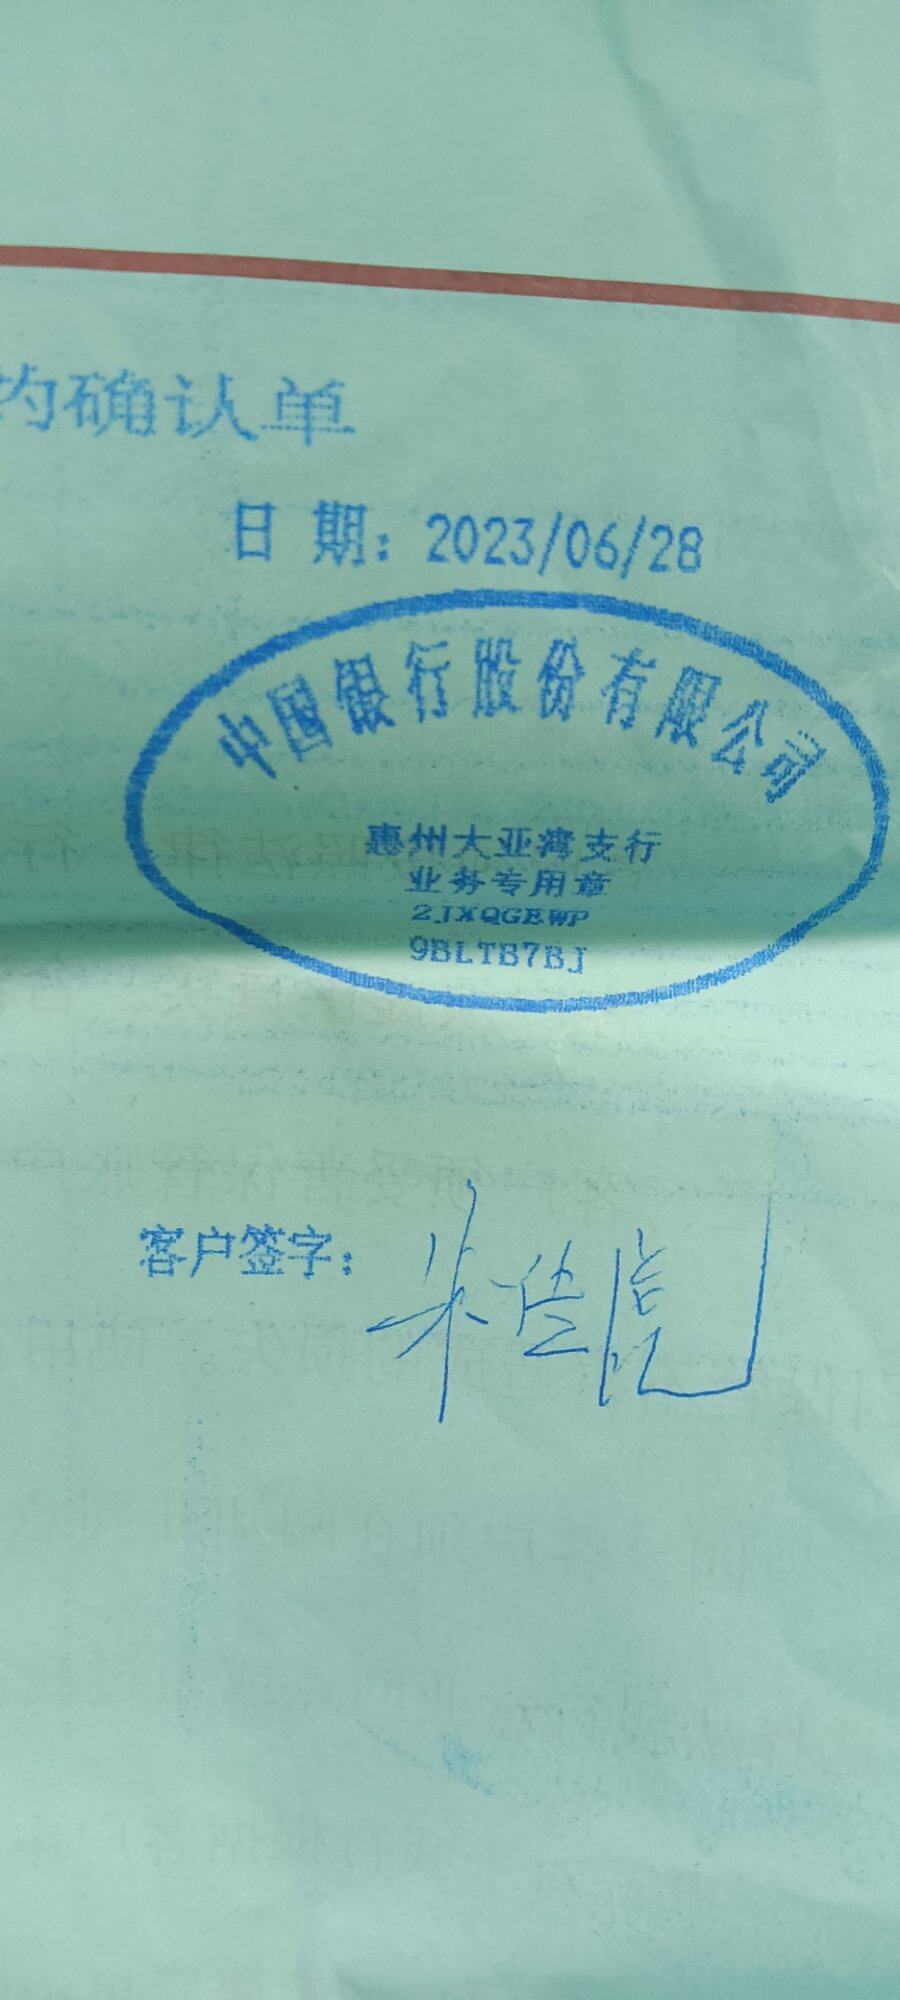 约确认单
日 期：2023/06/28
中国银行股份有限公司
惠州大亚湾支行
业务专用章
2JXQGEWP
9BLTB7BJ
客户签字：